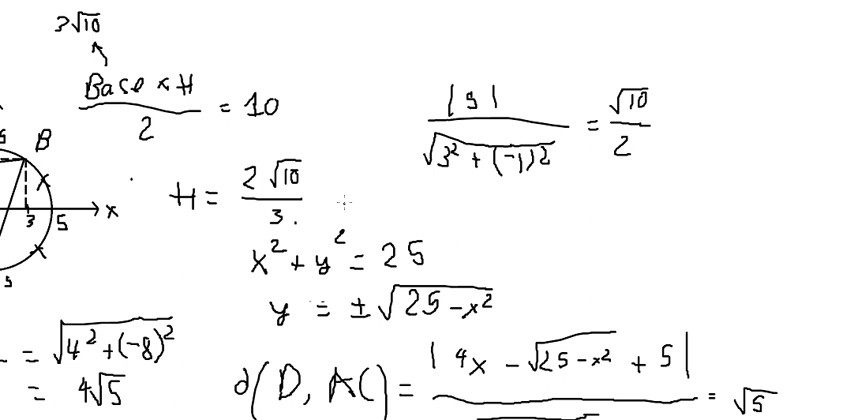 3√10
Base × H / 2 = 10
|5| / √(3² + (-1)²) = √10 / 2
B
H = 2√10 / 3.
3 5 x
x² + y² = 25
5
y = ±√(25 - x²)
= √(4² + (-8)²)
= 4√5
d(D, AC) = |4x - √(25 - x²) + 5| / = √5